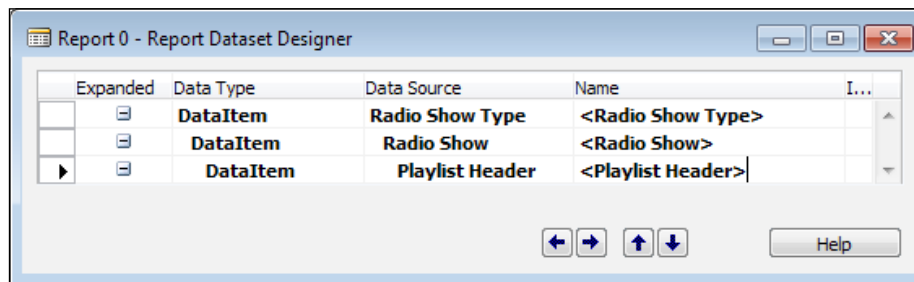 Report 0 - Report Dataset Designer
Expanded Data Type Data Source Name I...
DataItem Radio Show Type <Radio Show Type>
DataItem Radio Show <Radio Show>
DataItem Playlist Header <Playlist Header>
Help